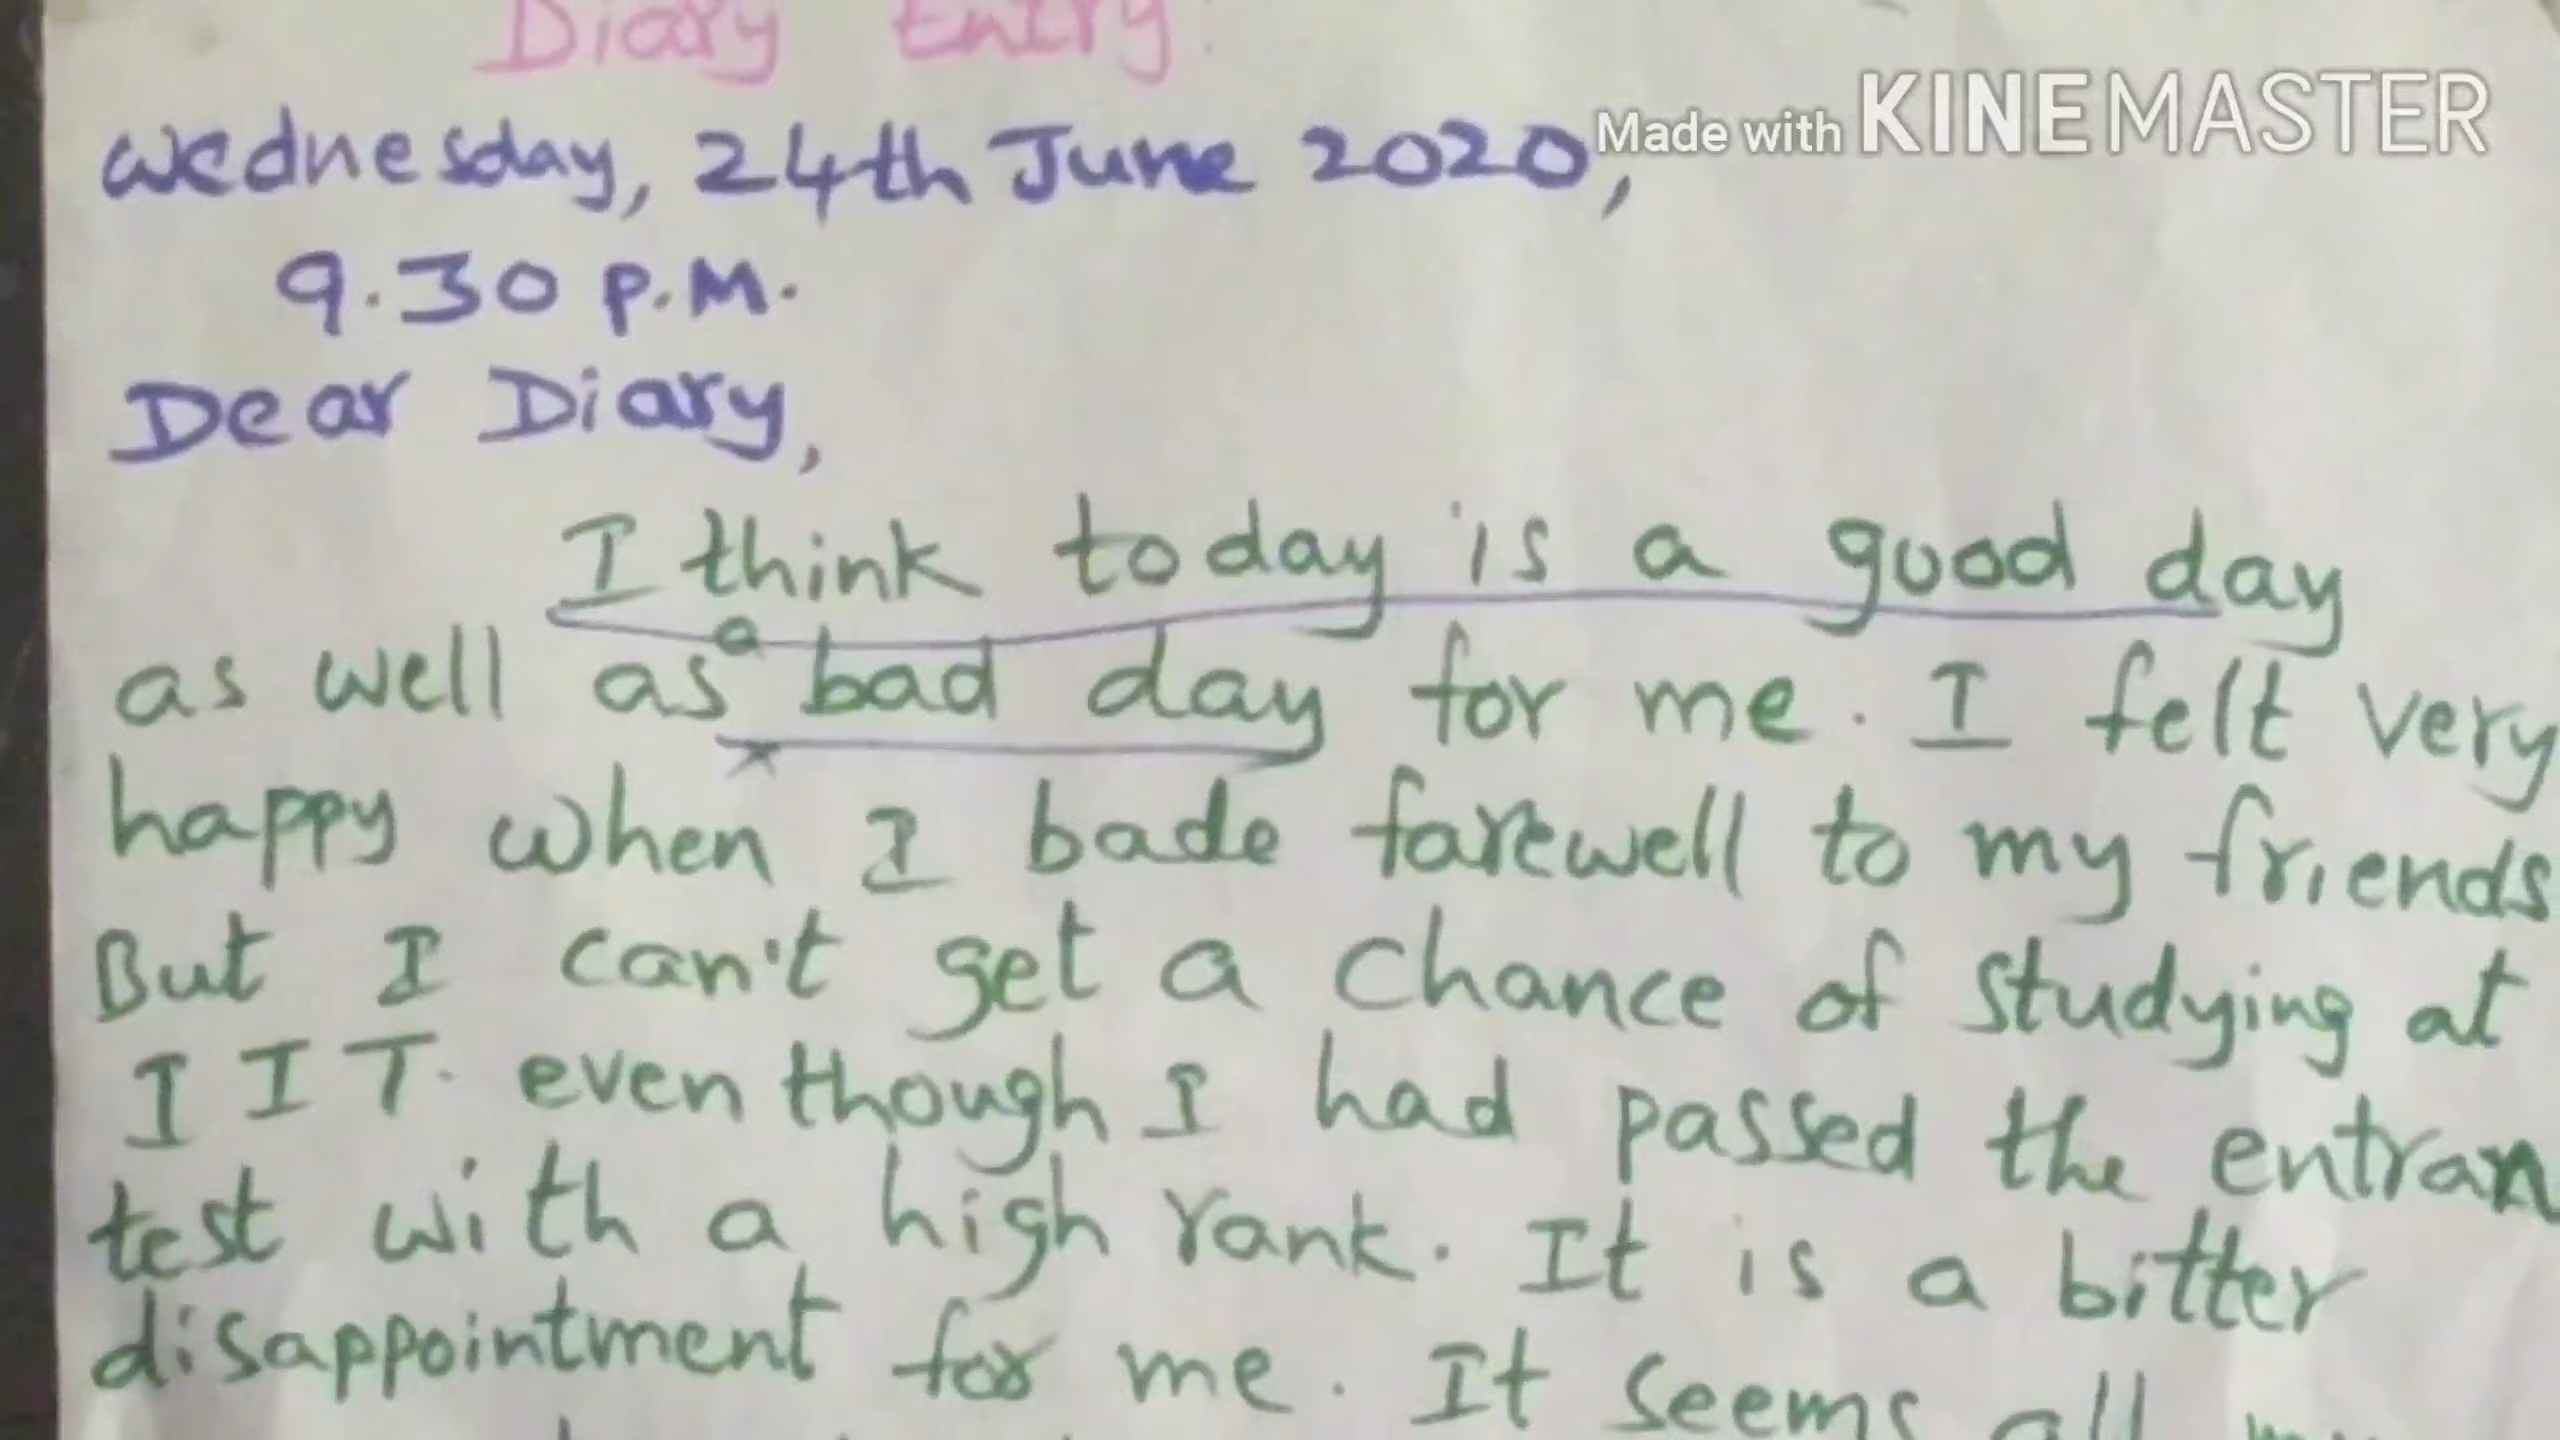 Diary Entry:
Made with KINEMASTER
Wednesday, 24th June 2020,
9.30 P.M.
Dear Diary,
I think today is a good day
as well as a bad day for me. I felt very
happy when I bade farewell to my friends
But I can't get a chance of studying at
I I T even though I had passed the entran
test with a high rank. It is a bitter
disappointment for me. It seems all